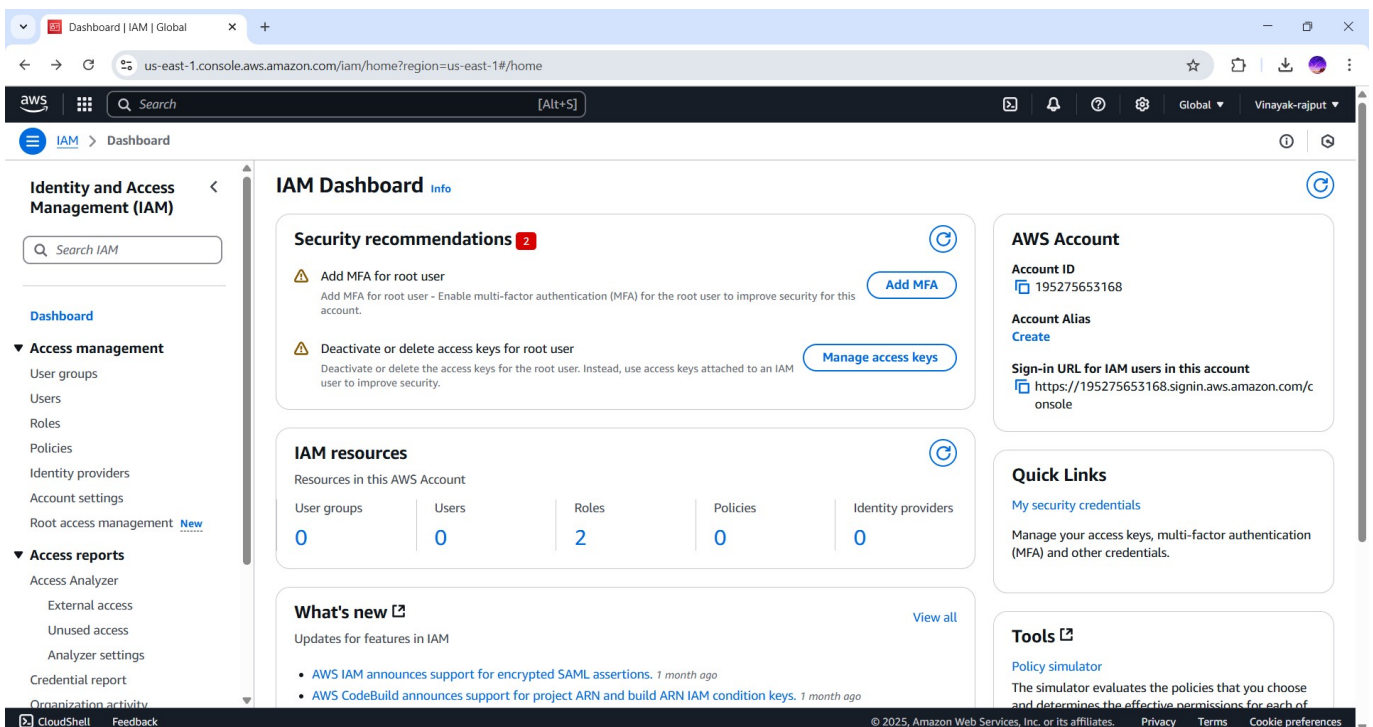 Dashboard | IAM | Global
us-east-1.console.aws.amazon.com/iam/home?region=us-east-1#/home
aws
Search
[Alt+S]
Global
Vinayak-rajput
IAM > Dashboard
Identity and Access
Management (IAM)
Search IAM
Dashboard
Access management
User groups
Users
Roles
Policies
Identity providers
Account settings
Root access management New
Access reports
Access Analyzer
External access
Unused access
Analyzer settings
Credential report
Organization activity
IAM Dashboard Info
Security recommendations 2
Add MFA for root user
Add MFA for root user - Enable multi-factor authentication (MFA) for the root user to improve security for this
account.
Add MFA
Deactivate or delete access keys for root user
Deactivate or delete the access keys for the root user. Instead, use access keys attached to an IAM
user to improve security.
Manage access keys
IAM resources
Resources in this AWS Account
User groups
0
Users
0
Roles
2
Policies
0
Identity providers
0
What's new
View all
Updates for features in IAM
AWS IAM announces support for encrypted SAML assertions. 1 month ago
AWS CodeBuild announces support for project ARN and build ARN IAM condition keys. 1 month ago
AWS Account
Account ID
195275653168
Account Alias
Create
Sign-in URL for IAM users in this account
https://195275653168.signin.aws.amazon.com/c
onsole
Quick Links
My security credentials
Manage your access keys, multi-factor authentication
(MFA) and other credentials.
Tools
Policy simulator
The simulator evaluates the policies that you choose
and determines the effective permissions for each of
CloudShell
Feedback
© 2025, Amazon Web Services, Inc. or its affiliates.
Privacy
Terms
Cookie preferences